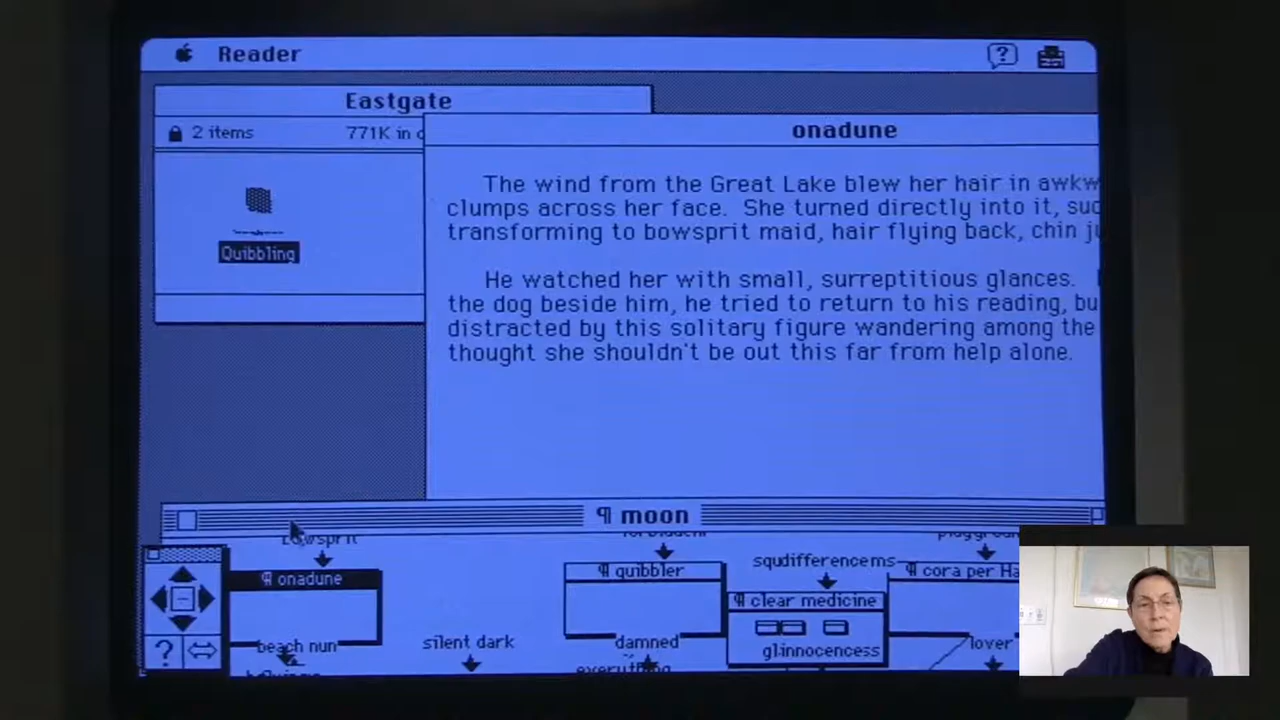 Reader
Eastgate
2 items 771K in
onadune
The wind from the Great Lake blew her hair in
clumps across her face. She turned directly into it,
transforming to bowsprit maid, hair flying back, chin
He watched her with small, surreptitious glances.
the dog beside him, he tried to return to his reading,
distracted by this solitary figure wandering among the
thought she shouldn't be out this far from help alone.
Quibbling
¶ moon
squdifferencems
¶ onadune
¶ quibbler
¶ cora per
¶ clear medicine
beach nun
silent dark
damned
lover
glinnocencess
everything